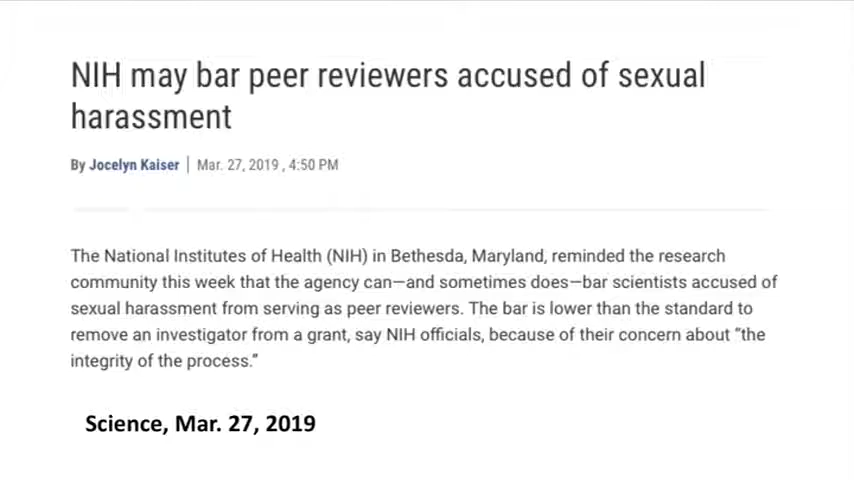 NIH may bar peer reviewers accused of sexual
harassment
By Jocelyn Kaiser | Mar. 27, 2019 , 4:50 PM
The National Institutes of Health (NIH) in Bethesda, Maryland, reminded the research
community this week that the agency can—and sometimes does—bar scientists accused of
sexual harassment from serving as peer reviewers. The bar is lower than the standard to
remove an investigator from a grant, say NIH officials, because of their concern about “the
integrity of the process.”
Science, Mar. 27, 2019